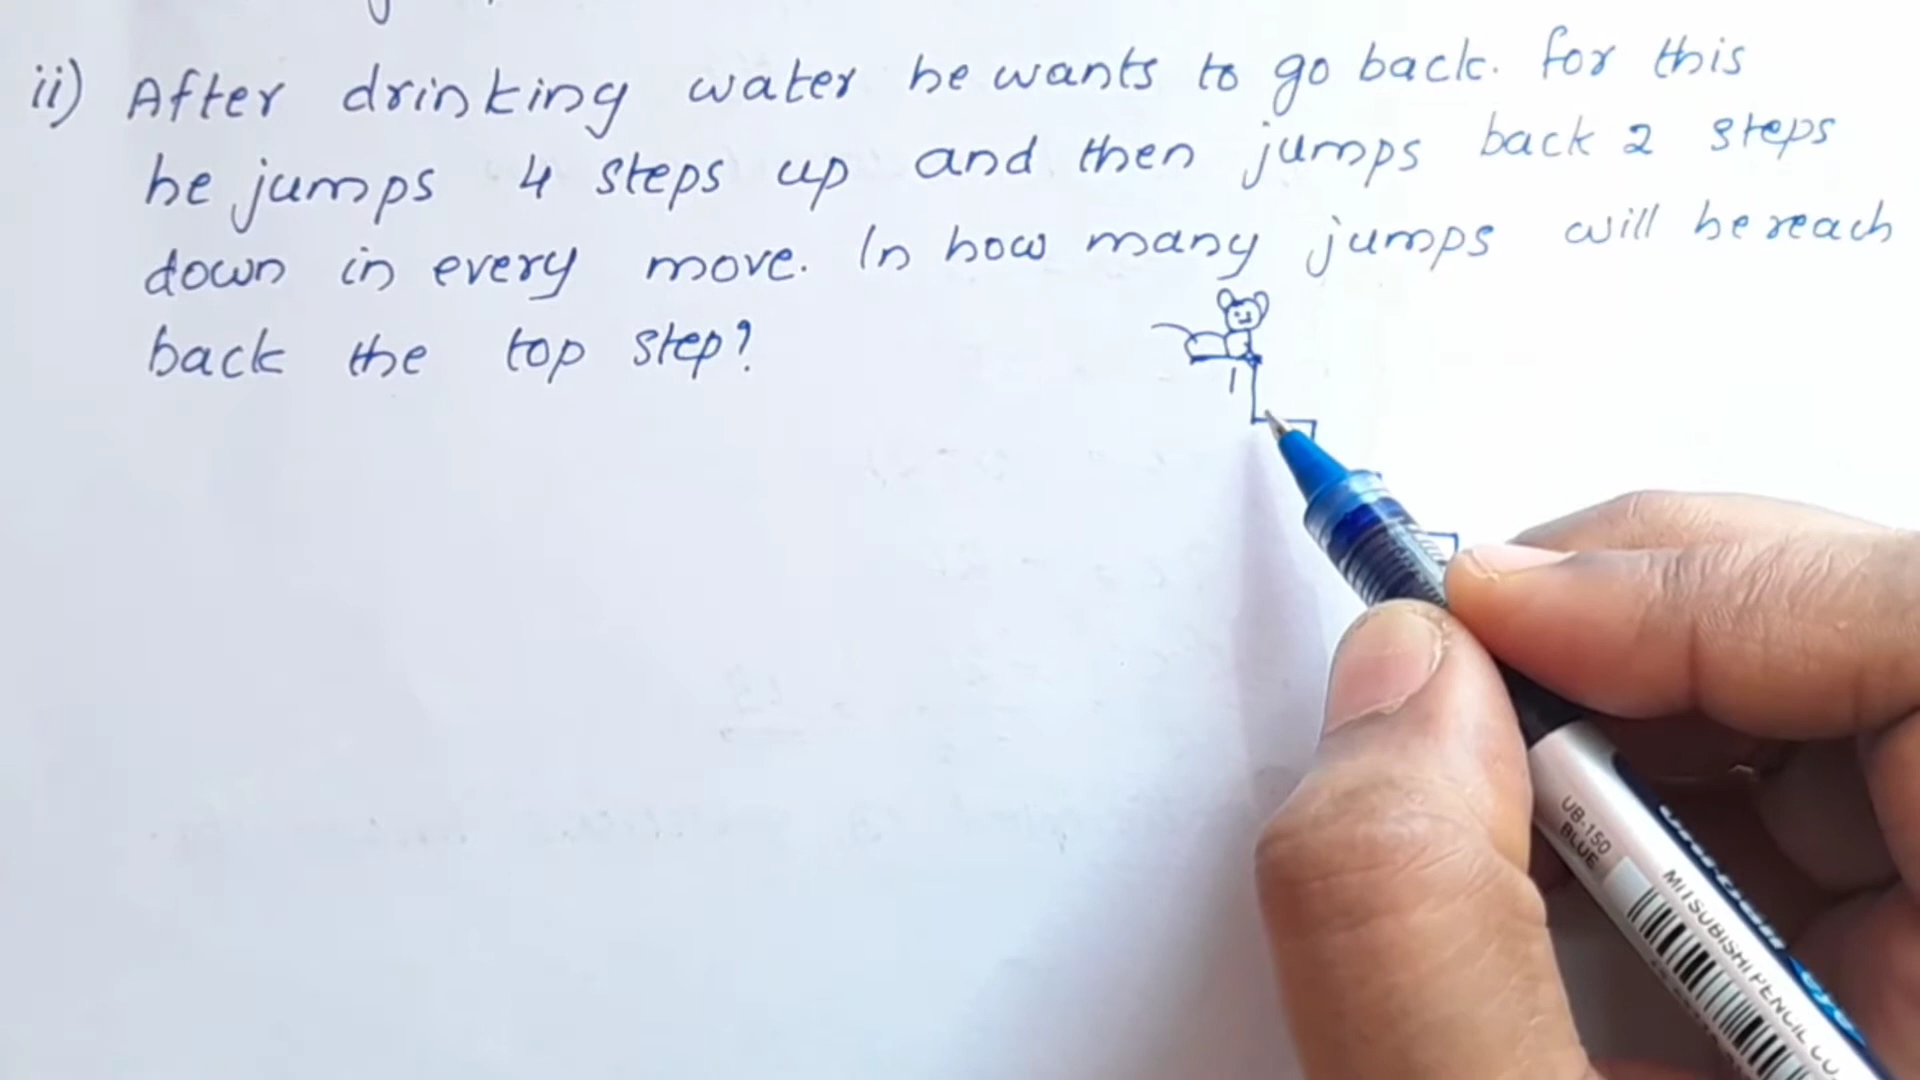 ii) After drinking water he wants to go back. for this
he jumps 4 steps up and then jumps back 2 steps
down in every move. In how many jumps will he reach
back the top step?
1
UB-150
BLUE
MITSUBISHI PENCIL CO.